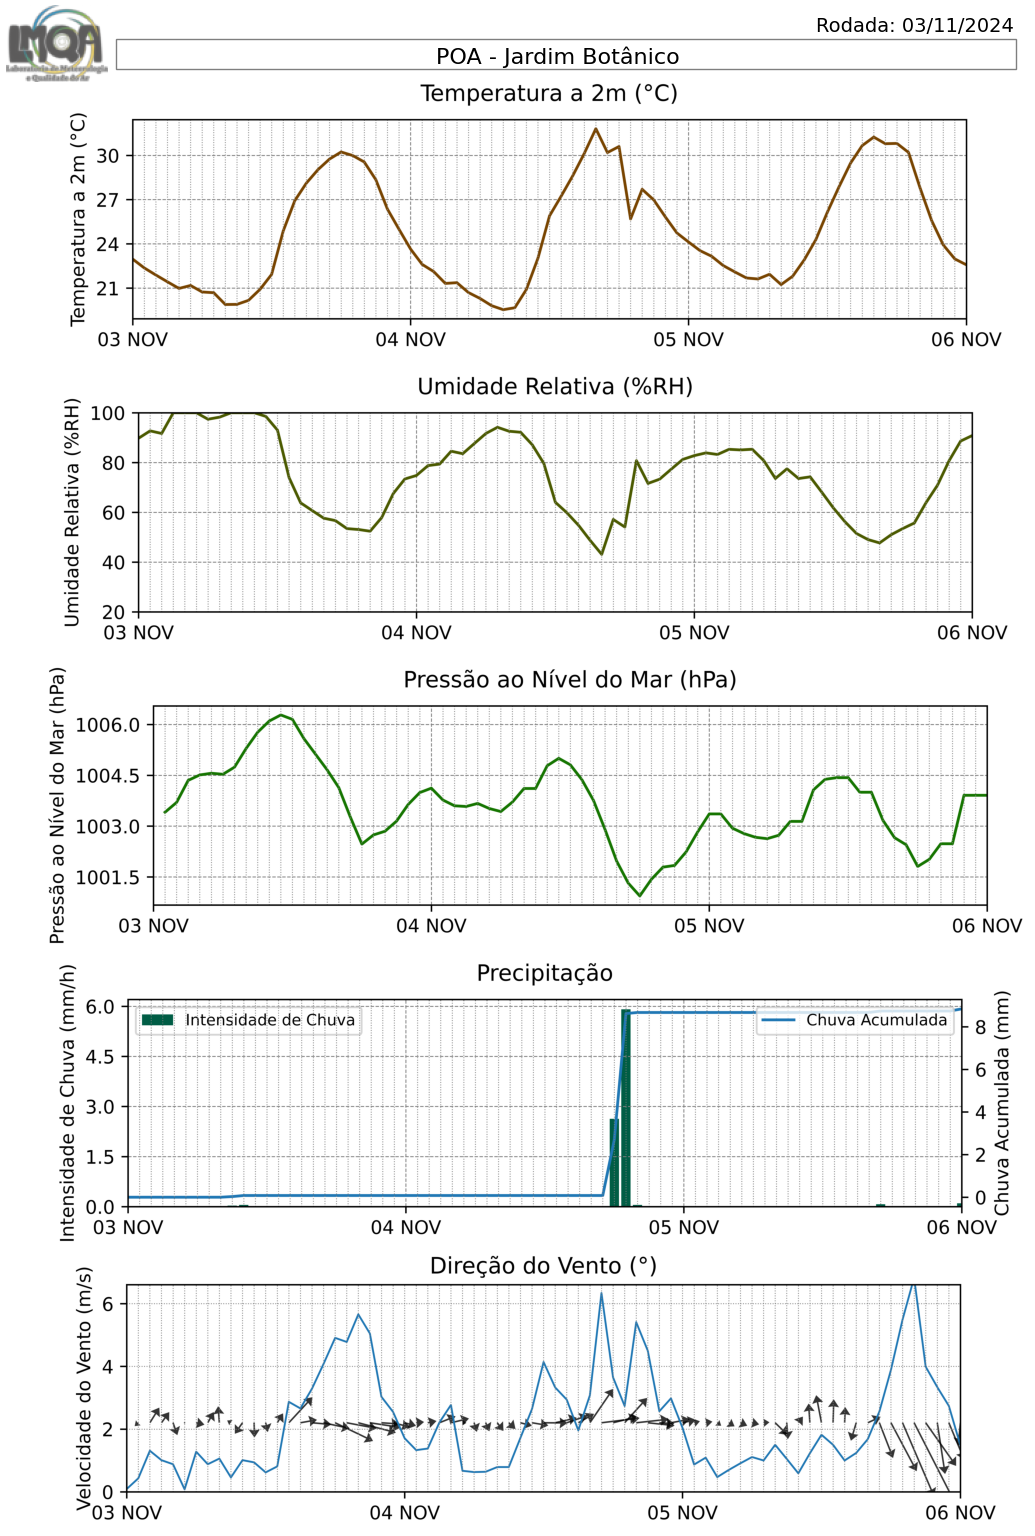 LMQA
Laboratório de Meteorologia
e Qualidade do Ar
Rodada: 03/11/2024
POA - Jardim Botânico
Temperatura a 2m (°C)
Temperatura a 2m (°C)
30
27
24
21
03 NOV 04 NOV 05 NOV 06 NOV
Umidade Relativa (%RH)
Umidade Relativa (%RH)
100
80
60
40
20
03 NOV 04 NOV 05 NOV 06 NOV
Pressão ao Nível do Mar (hPa)
Pressão ao Nível do Mar (hPa)
1006.0
1004.5
1003.0
1001.5
03 NOV 04 NOV 05 NOV 06 NOV
Precipitação
Intensidade de Chuva (mm/h)
6.0
4.5
3.0
1.5
0.0
Intensidade de Chuva
Chuva Acumulada
8
6
4
2
0
Chuva Acumulada (mm)
03 NOV 04 NOV 05 NOV 06 NOV
Direção do Vento (°)
Velocidade do Vento (m/s)
6
4
2
0
03 NOV 04 NOV 05 NOV 06 NOV